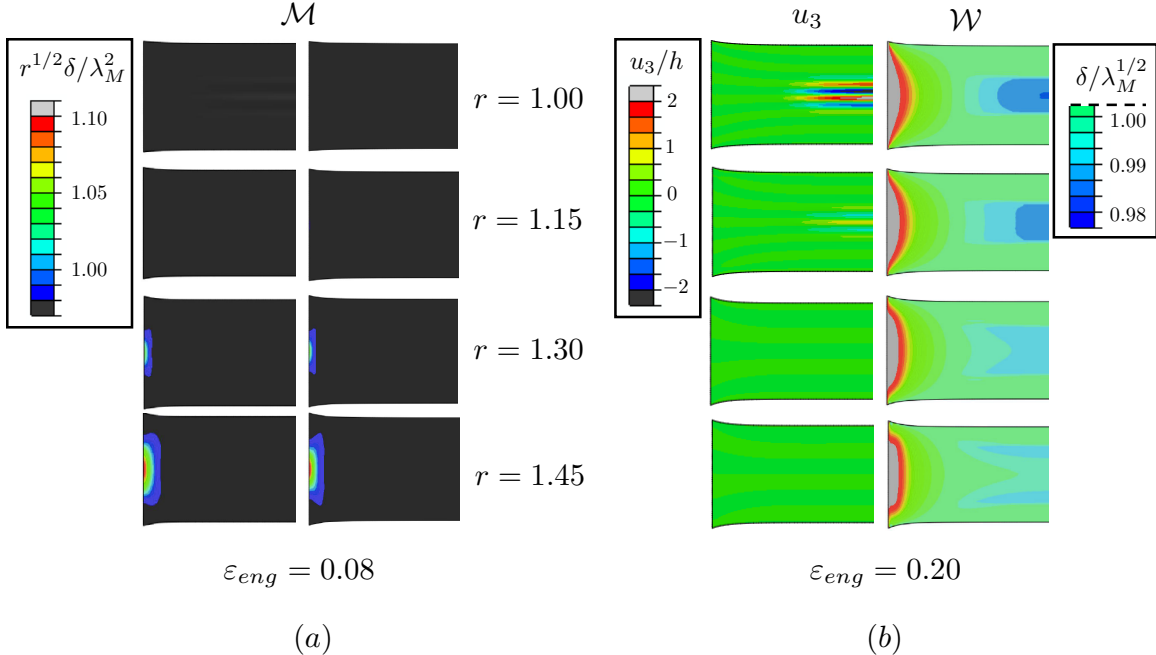 ℳ
r^{1/2}δ/λ_M^2
1.10
1.05
1.00
r = 1.00
r = 1.15
r = 1.30
r = 1.45
ε_{eng} = 0.08
(a)
u_3
𝒲
u_3/h
2
1
0
−1
−2
δ/λ_M^{1/2}
1.00
0.99
0.98
ε_{eng} = 0.20
(b)